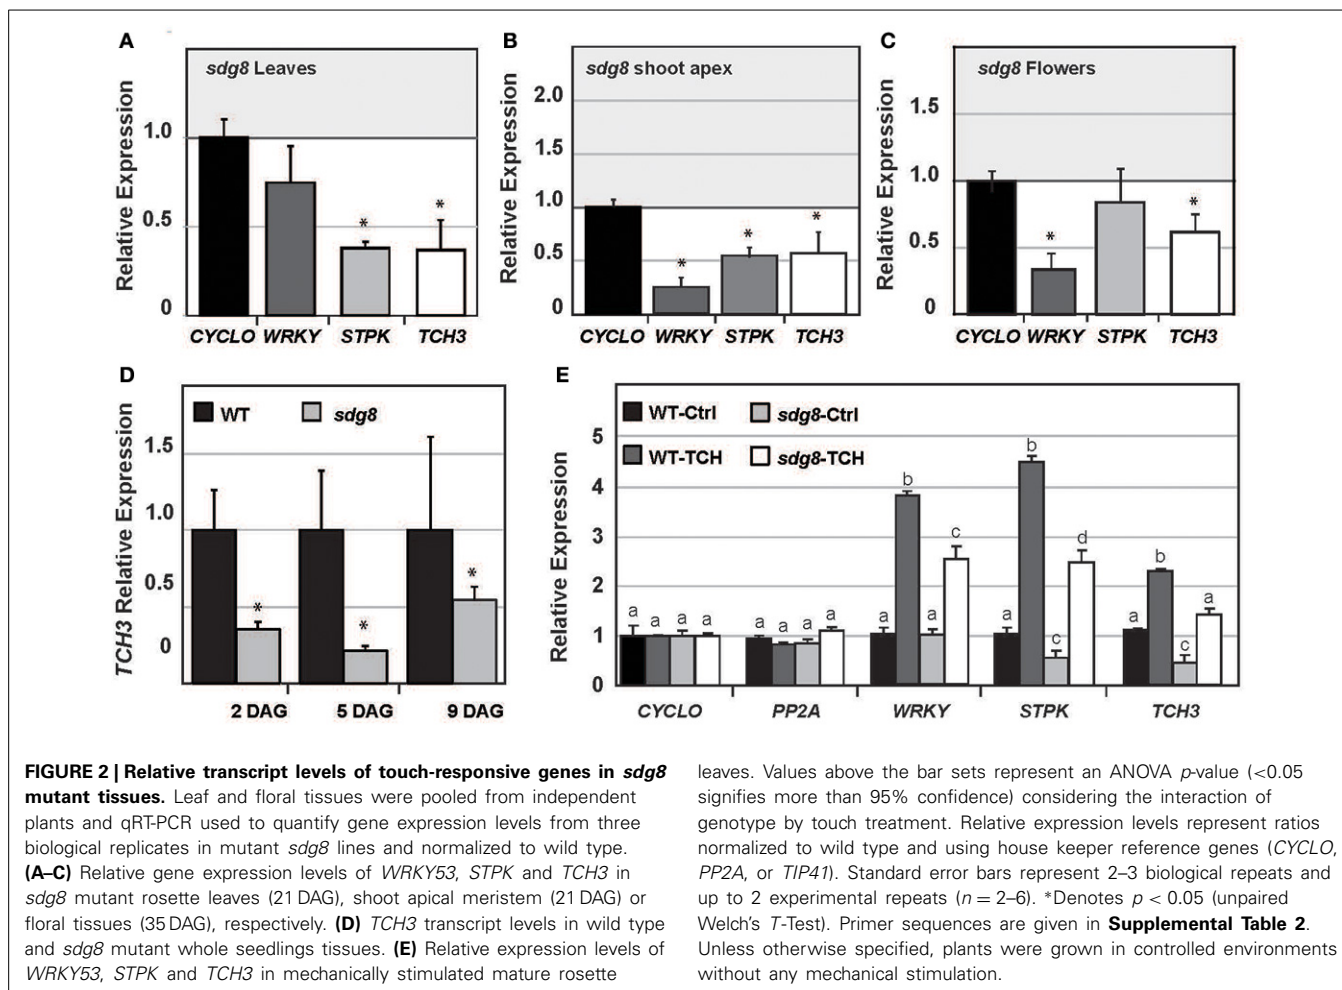 A
sdg8 Leaves
Relative Expression
1.0
0.5
0
*
*
CYCLO WRKY STPK TCH3
B
sdg8 shoot apex
Relative Expression
2.0
1.5
1.0
0.5
0
*
*
*
CYCLO WRKY STPK TCH3
C
sdg8 Flowers
Relative Expression
1.5
1.0
0.5
0
*
*
CYCLO WRKY STPK TCH3
D
WT sdg8
TCH3 Relative Expression
1.5
1.0
0.5
0
*
*
*
2 DAG 5 DAG 9 DAG
E
WT-Ctrl sdg8-Ctrl
WT-TCH sdg8-TCH
Relative Expression
5
4
3
2
1
0
a a a a
a a a a
a b a c
a b c d
a b c a
CYCLO PP2A WRKY STPK TCH3
FIGURE 2 | Relative transcript levels of touch-responsive genes in sdg8
mutant tissues. Leaf and floral tissues were pooled from independent
plants and qRT-PCR used to quantify gene expression levels from three
biological replicates in mutant sdg8 lines and normalized to wild type.
(A–C) Relative gene expression levels of WRKY53, STPK and TCH3 in
sdg8 mutant rosette leaves (21 DAG), shoot apical meristem (21 DAG) or
floral tissues (35 DAG), respectively. (D) TCH3 transcript levels in wild type
and sdg8 mutant whole seedlings tissues. (E) Relative expression levels of
WRKY53, STPK and TCH3 in mechanically stimulated mature rosette
leaves. Values above the bar sets represent an ANOVA p-value (<0.05
signifies more than 95% confidence) considering the interaction of
genotype by touch treatment. Relative expression levels represent ratios
normalized to wild type and using house keeper reference genes (CYCLO,
PP2A, or TIP41). Standard error bars represent 2–3 biological repeats and
up to 2 experimental repeats (n = 2–6). *Denotes p < 0.05 (unpaired
Welch's T-Test). Primer sequences are given in Supplemental Table 2.
Unless otherwise specified, plants were grown in controlled environments
without any mechanical stimulation.